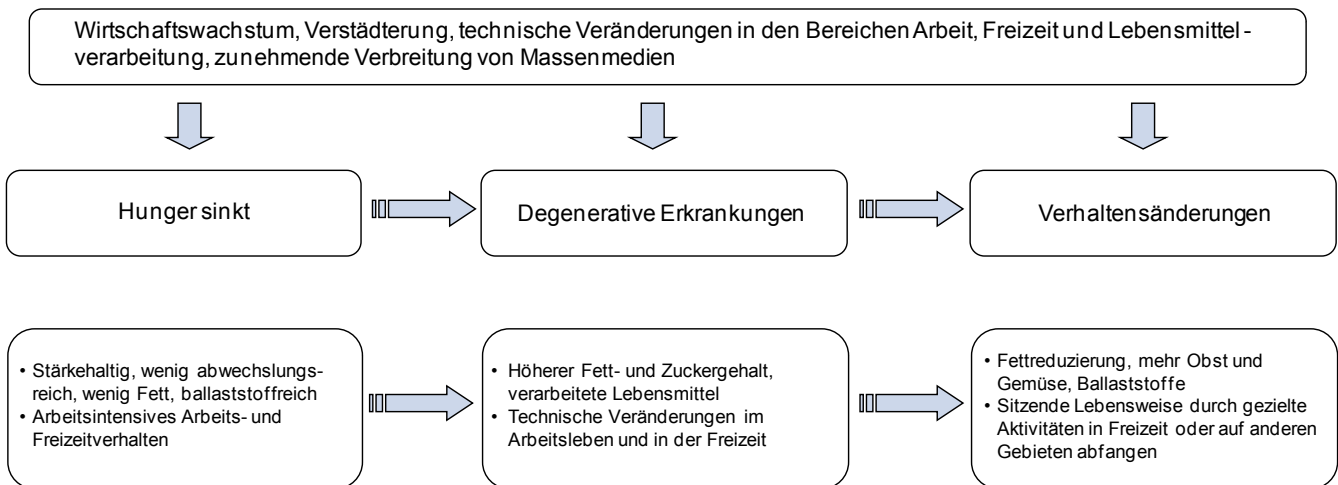 Wirtschaftswachstum, Verstädterung, technische Veränderungen in den Bereichen Arbeit, Freizeit und Lebensmittel-
verarbeitung, zunehmende Verbreitung von Massenmedien
Hunger sinkt
Degenerative Erkrankungen
Verhaltensänderungen
• Stärkehaltig, wenig abwechslungs-
reich, wenig Fett, ballaststoffreich
• Arbeitsintensives Arbeits- und
Freizeitverhalten
• Höherer Fett- und Zuckergehalt,
verarbeitete Lebensmittel
• Technische Veränderungen im
Arbeitsleben und in der Freizeit
• Fettreduzierung, mehr Obst und
Gemüse, Ballaststoffe
• Sitzende Lebensweise durch gezielte
Aktivitäten in Freizeit oder auf anderen
Gebieten abfangen